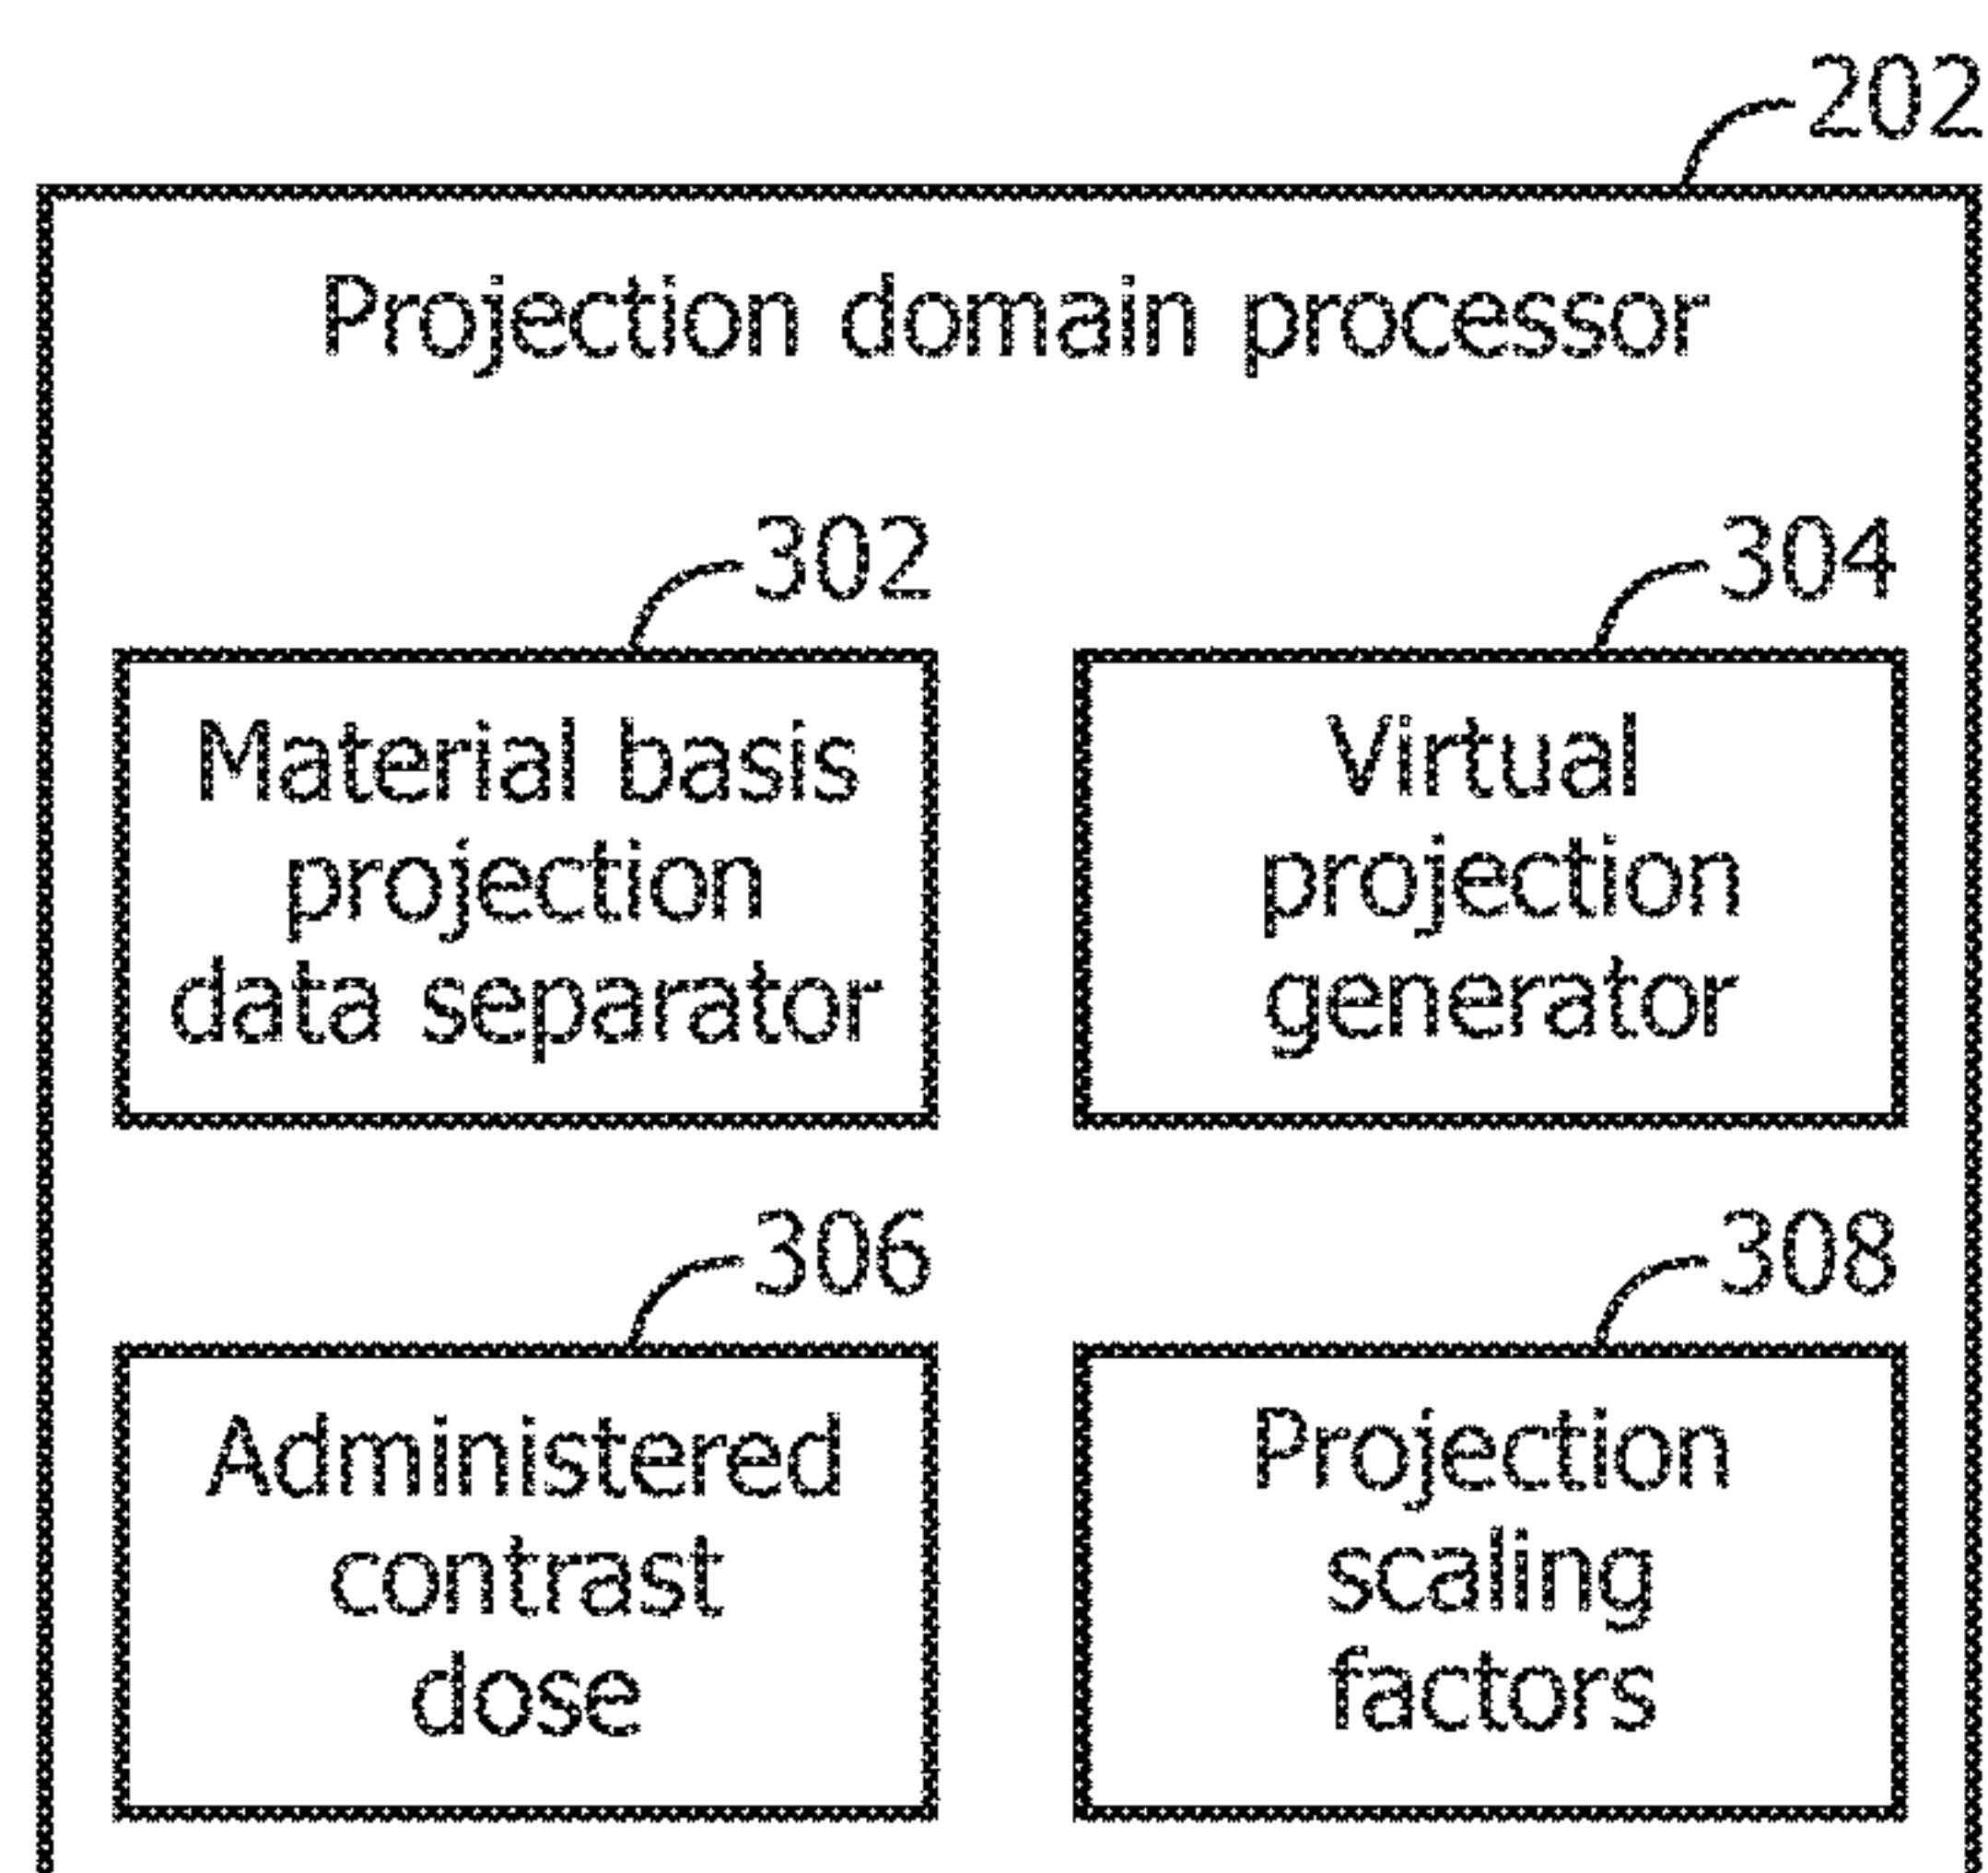 202
Projection domain processor
302
304
Material basis
projection
data separator
Virtual
projection
generator
306
308
Administered
contrast
dose
Projection
scaling
factors